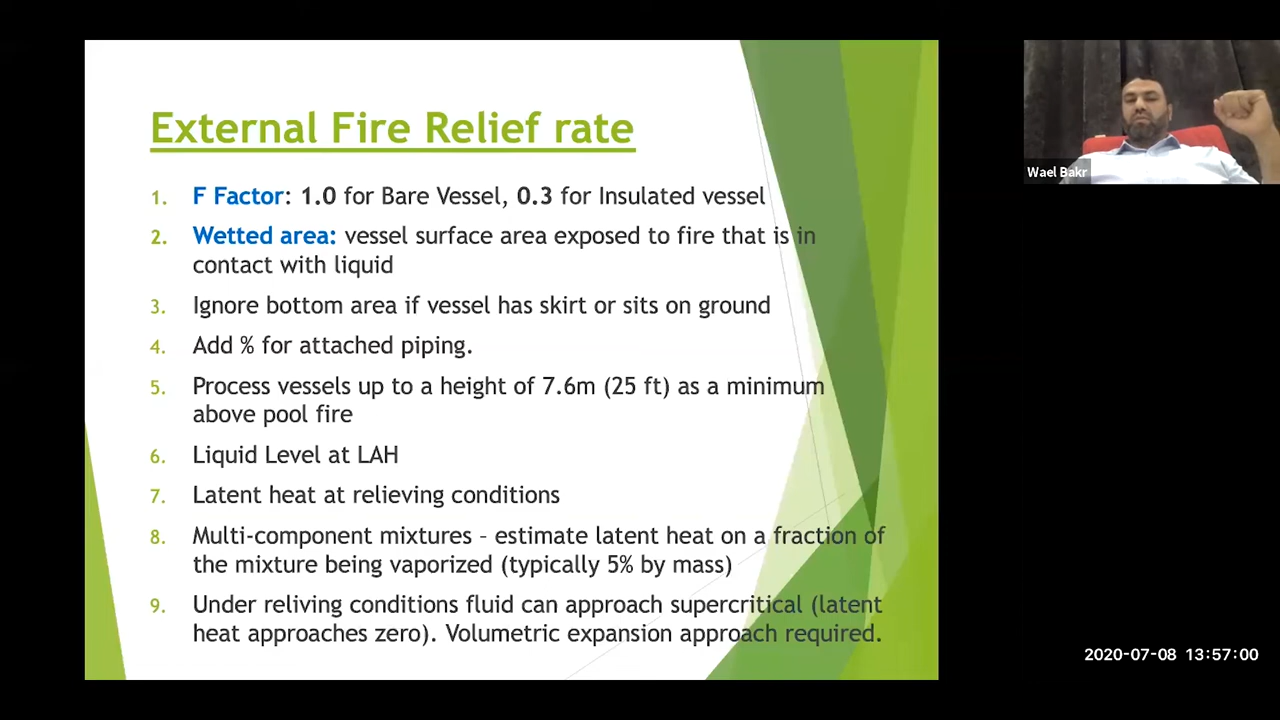 External Fire Relief rate
1. F Factor: 1.0 for Bare Vessel, 0.3 for Insulated vessel
2. Wetted area: vessel surface area exposed to fire that is in
contact with liquid
3. Ignore bottom area if vessel has skirt or sits on ground
4. Add % for attached piping.
5. Process vessels up to a height of 7.6m (25 ft) as a minimum
above pool fire
6. Liquid Level at LAH
7. Latent heat at relieving conditions
8. Multi-component mixtures – estimate latent heat on a fraction of
the mixture being vaporized (typically 5% by mass)
9. Under reliving conditions fluid can approach supercritical (latent
heat approaches zero). Volumetric expansion approach required.
Wael Bakr
2020-07-08 13:57:00